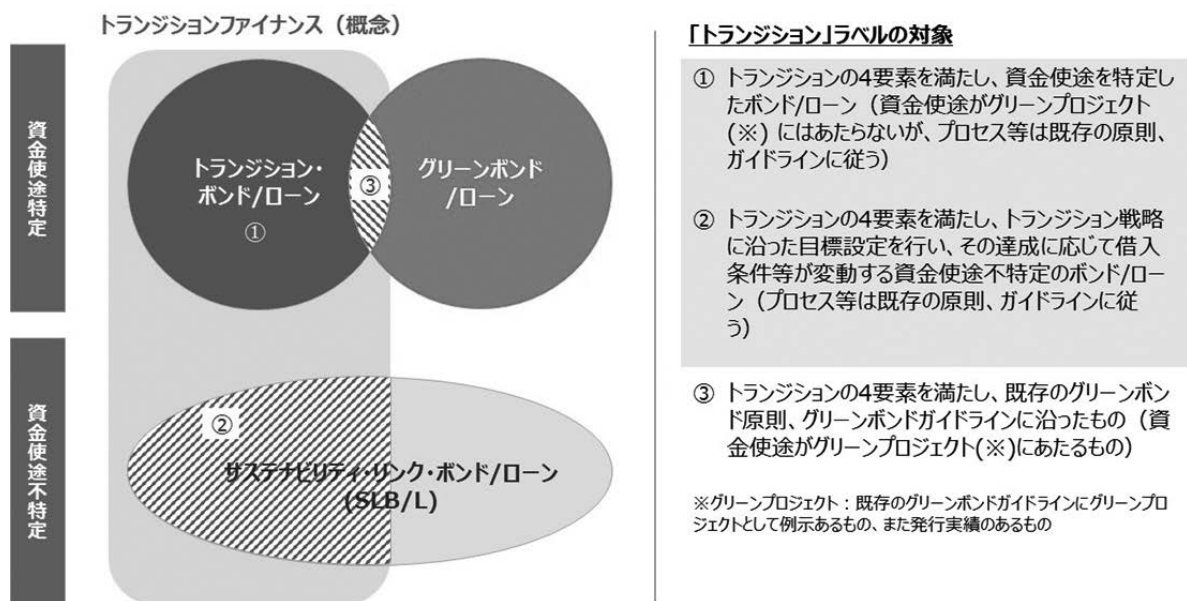 トランジションファイナンス（概念）
資金使途特定
トランジション・
ボンド/ローン
①
③
グリーンボンド
/ローン
資金使途不特定
②
サステナビリティ・リンク・ボンド/ローン
(SLB/L)
「トランジション」ラベルの対象
① トランジションの4要素を満たし、資金使途を特定し
たボンド/ローン（資金使途がグリーンプロジェクト
(※) にはあたらないが、プロセス等は既存の原則、
ガイドラインに従う）
② トランジションの4要素を満たし、トランジション戦略
に沿った目標設定を行い、その達成に応じて借入
条件等が変動する資金使途不特定のボンド/ロー
ン（プロセス等は既存の原則、ガイドラインに従
う）
③ トランジションの4要素を満たし、既存のグリーンボン
ド原則、グリーンボンドガイドラインに沿ったもの（資
金使途がグリーンプロジェクト(※)にあたるもの）
※グリーンプロジェクト：既存のグリーンボンドガイドラインにグリーンプロ
ジェクトとして例示あるもの、また発行実績のあるもの